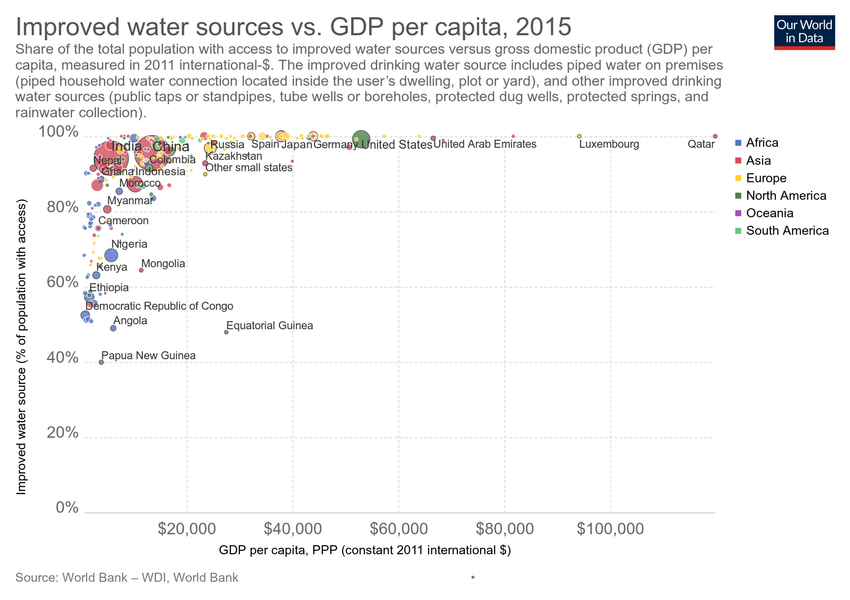 Improved water sources vs. GDP per capita, 2015
Our World
in Data
Share of the total population with access to improved water sources versus gross domestic product (GDP) per
capita, measured in 2011 international-$. The improved drinking water source includes piped water on premises
(piped household water connection located inside the user's dwelling, plot or yard), and other improved drinking
water sources (public taps or standpipes, tube wells or boreholes, protected dug wells, protected springs, and
rainwater collection).
100%
80%
60%
40%
20%
0%
Improved water source (% of population with access)
India
China
Russia
Spain
Japan
Germany
United States
United Arab Emirates
Luxembourg
Qatar
Nepal
Colombia
Kazakhstan
Ghana
Indonesia
Other small states
Morocco
Myanmar
Cameroon
Nigeria
Kenya
Mongolia
Ethiopia
Democratic Republic of Congo
Angola
Equatorial Guinea
Papua New Guinea
$20,000
$40,000
$60,000
$80,000
$100,000
GDP per capita, PPP (constant 2011 international $)
Africa
Asia
Europe
North America
Oceania
South America
Source: World Bank – WDI, World Bank
•